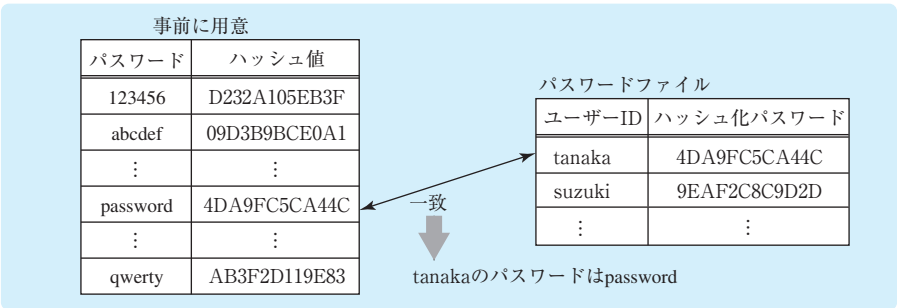 事前に用意
パスワード ハッシュ値
123456 D232A105EB3F
abcdef 09D3B9BCE0A1
⋮ ⋮
password 4DA9FC5CA44C
⋮ ⋮
qwerty AB3F2D119E83
パスワードファイル
ユーザーID ハッシュ化パスワード
tanaka 4DA9FC5CA44C
suzuki 9EAF2C8C9D2D
⋮ ⋮
一致
tanakaのパスワードはpassword